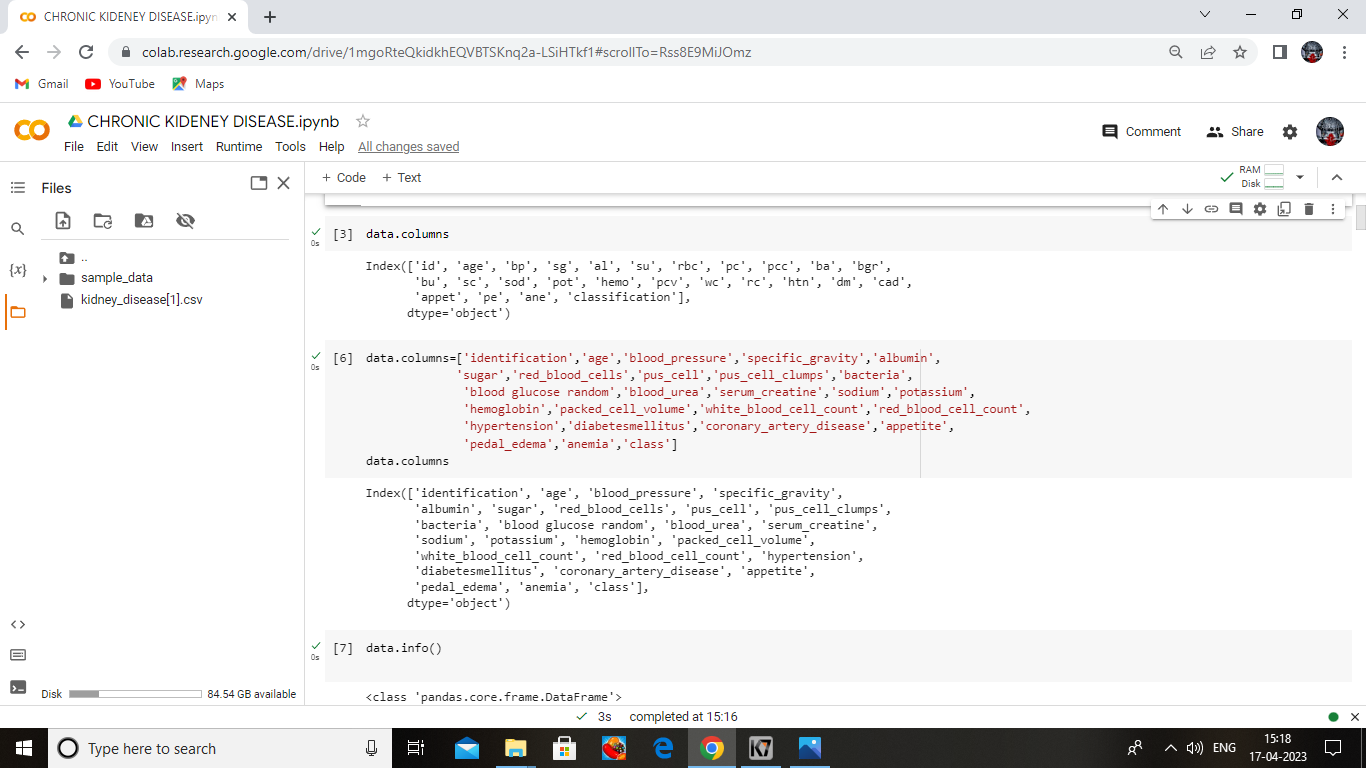 CHRONIC KIDENEY DISEASE.ipyn
colab.research.google.com/drive/1mgoRteQkidkhEQVBTSKnq2a-LSiHTkf1#scrollTo=Rss8E9MiJOmz
Gmail YouTube Maps
CHRONIC KIDENEY DISEASE.ipynb
File Edit View Insert Runtime Tools Help All changes saved
Comment Share
Files
+ Code + Text
RAM
Disk
..
sample_data
kidney_disease[1].csv
{x}
[3] data.columns
0s
Index(['id', 'age', 'bp', 'sg', 'al', 'su', 'rbc', 'pc', 'pcc', 'ba', 'bgr',
'bu', 'sc', 'sod', 'pot', 'hemo', 'pcv', 'wc', 'rc', 'htn', 'dm', 'cad',
'appet', 'pe', 'ane', 'classification'],
dtype='object')
[6] data.columns=['identification','age','blood_pressure','specific_gravity','albumin',
0s
'sugar','red_blood_cells','pus_cell','pus_cell_clumps','bacteria',
'blood glucose random','blood_urea','serum_creatine','sodium','potassium',
'hemoglobin','packed_cell_volume','white_blood_cell_count','red_blood_cell_count',
'hypertension','diabetesmellitus','coronary_artery_disease','appetite',
'pedal_edema','anemia','class']
data.columns
Index(['identification', 'age', 'blood_pressure', 'specific_gravity',
'albumin', 'sugar', 'red_blood_cells', 'pus_cell', 'pus_cell_clumps',
'bacteria', 'blood glucose random', 'blood_urea', 'serum_creatine',
'sodium', 'potassium', 'hemoglobin', 'packed_cell_volume',
'white_blood_cell_count', 'red_blood_cell_count', 'hypertension',
'diabetesmellitus', 'coronary_artery_disease', 'appetite',
'pedal_edema', 'anemia', 'class'],
dtype='object')
[7] data.info()
0s
<class 'pandas.core.frame.DataFrame'>
Disk 84.54 GB available
3s completed at 15:16
Type here to search
K7
ENG
15:18
17-04-2023